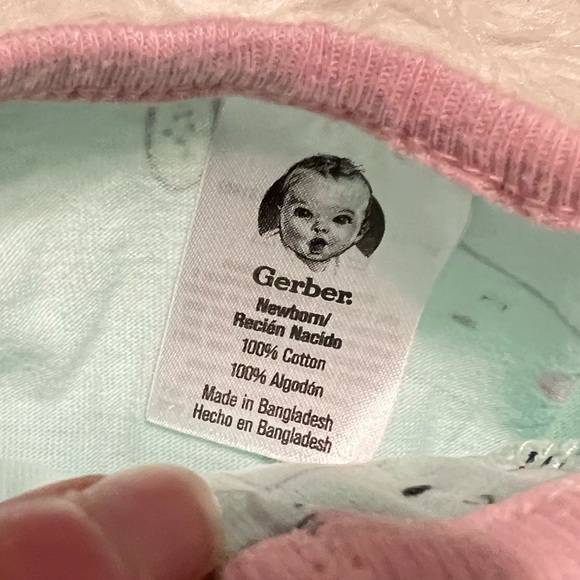 Gerber.
Newborn/
Recién Nacido
100% Cotton
100% Algodón
Made in Bangladesh
Hecho en Bangladesh